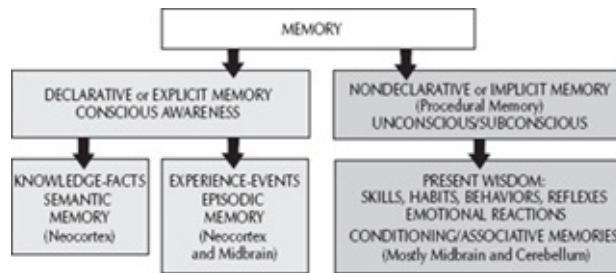 MEMORY
DECLARATIVE or EXPLICIT MEMORY
CONSCIOUS AWARENESS
NONDECLARATIVE or IMPLICIT MEMORY
(Procedural Memory)
UNCONSCIOUS/SUBCONSCIOUS
KNOWLEDGE-FACTS
SEMANTIC
MEMORY
(Neocortex)
EXPERIENCE-EVENTS
EPISODIC
MEMORY
(Neocortex
and Midbrain)
PRESENT WISDOM:
SKILLS, HABITS, BEHAVIORS, REFLEXES
EMOTIONAL REACTIONS
CONDITIONING/ASSOCIATIVE MEMORIES
(Mostly Midbrain and Cerebellum)